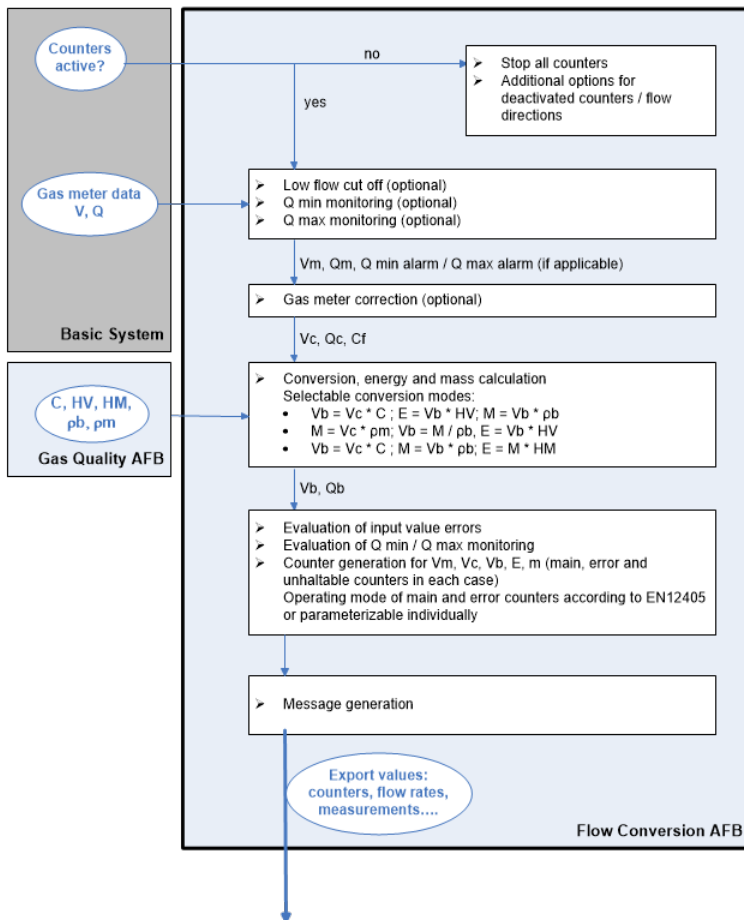 Counters
active?
no
➤ Stop all counters
➤ Additional options for
deactivated counters / flow
directions
yes
Gas meter data
V, Q
➤ Low flow cut off (optional)
➤ Q min monitoring (optional)
➤ Q max monitoring (optional)
Vm, Qm, Q min alarm / Q max alarm (if applicable)
➤ Gas meter correction (optional)
Basic System
Vc, Qc, Cf
C, HV, HM,
ρb, ρm
Gas Quality AFB
➤ Conversion, energy and mass calculation
Selectable conversion modes:
• Vb = Vc * C ; E = Vb * HV; M = Vb * ρb
• M = Vc * ρm; Vb = M / ρb, E = Vb * HV
• Vb = Vc * C ; M = Vb * ρb; E = M * HM
Vb, Qb
➤ Evaluation of input value errors
➤ Evaluation of Q min / Q max monitoring
➤ Counter generation for Vm, Vc, Vb, E, m (main, error and
unhaltable counters in each case)
Operating mode of main and error counters according to EN12405
or parameterizable individually
➤ Message generation
Export values:
counters, flow rates,
measurements....
Flow Conversion AFB